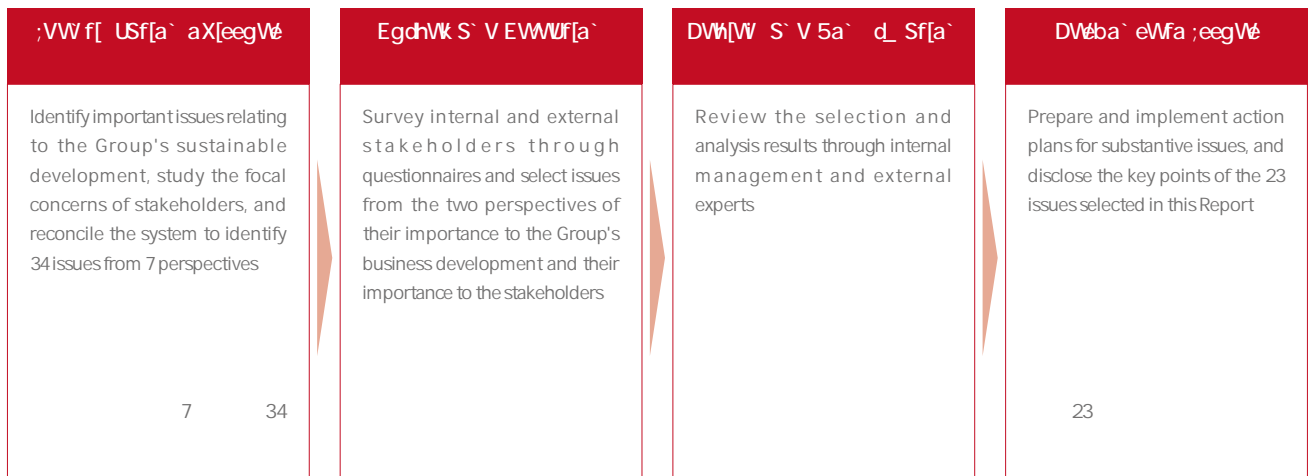 Identify important issues relating
to the Group's sustainable
development, study the focal
concerns of stakeholders, and
reconcile the system to identify
34 issues from 7 perspectives
7 34
Survey internal and external
stakeholders through
questionnaires and select issues
from the two perspectives of
their importance to the Group's
business development and their
importance to the stakeholders
Review the selection and
analysis results through internal
management and external
experts
Prepare and implement action
plans for substantive issues, and
disclose the key points of the 23
issues selected in this Report
23